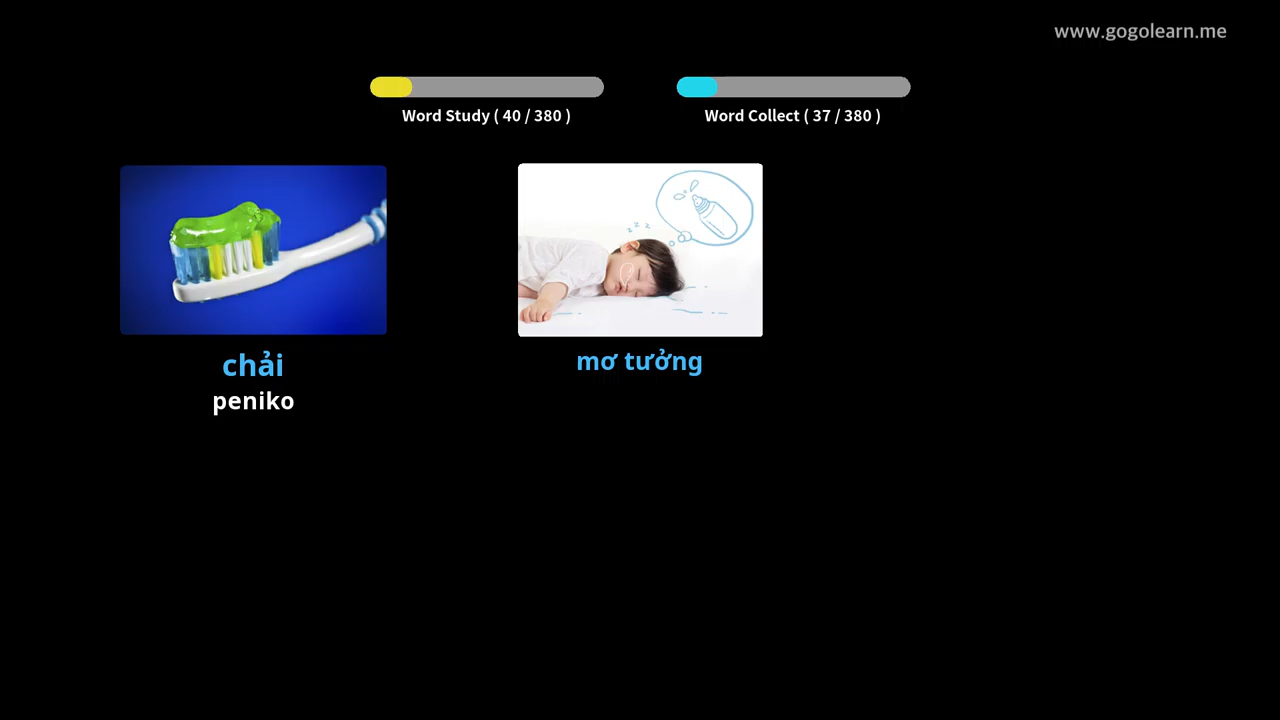 www.gogolearn.me
Word Study ( 40 / 380 )
Word Collect ( 37 / 380 )
chải
peniko
mơ tưởng
z z z